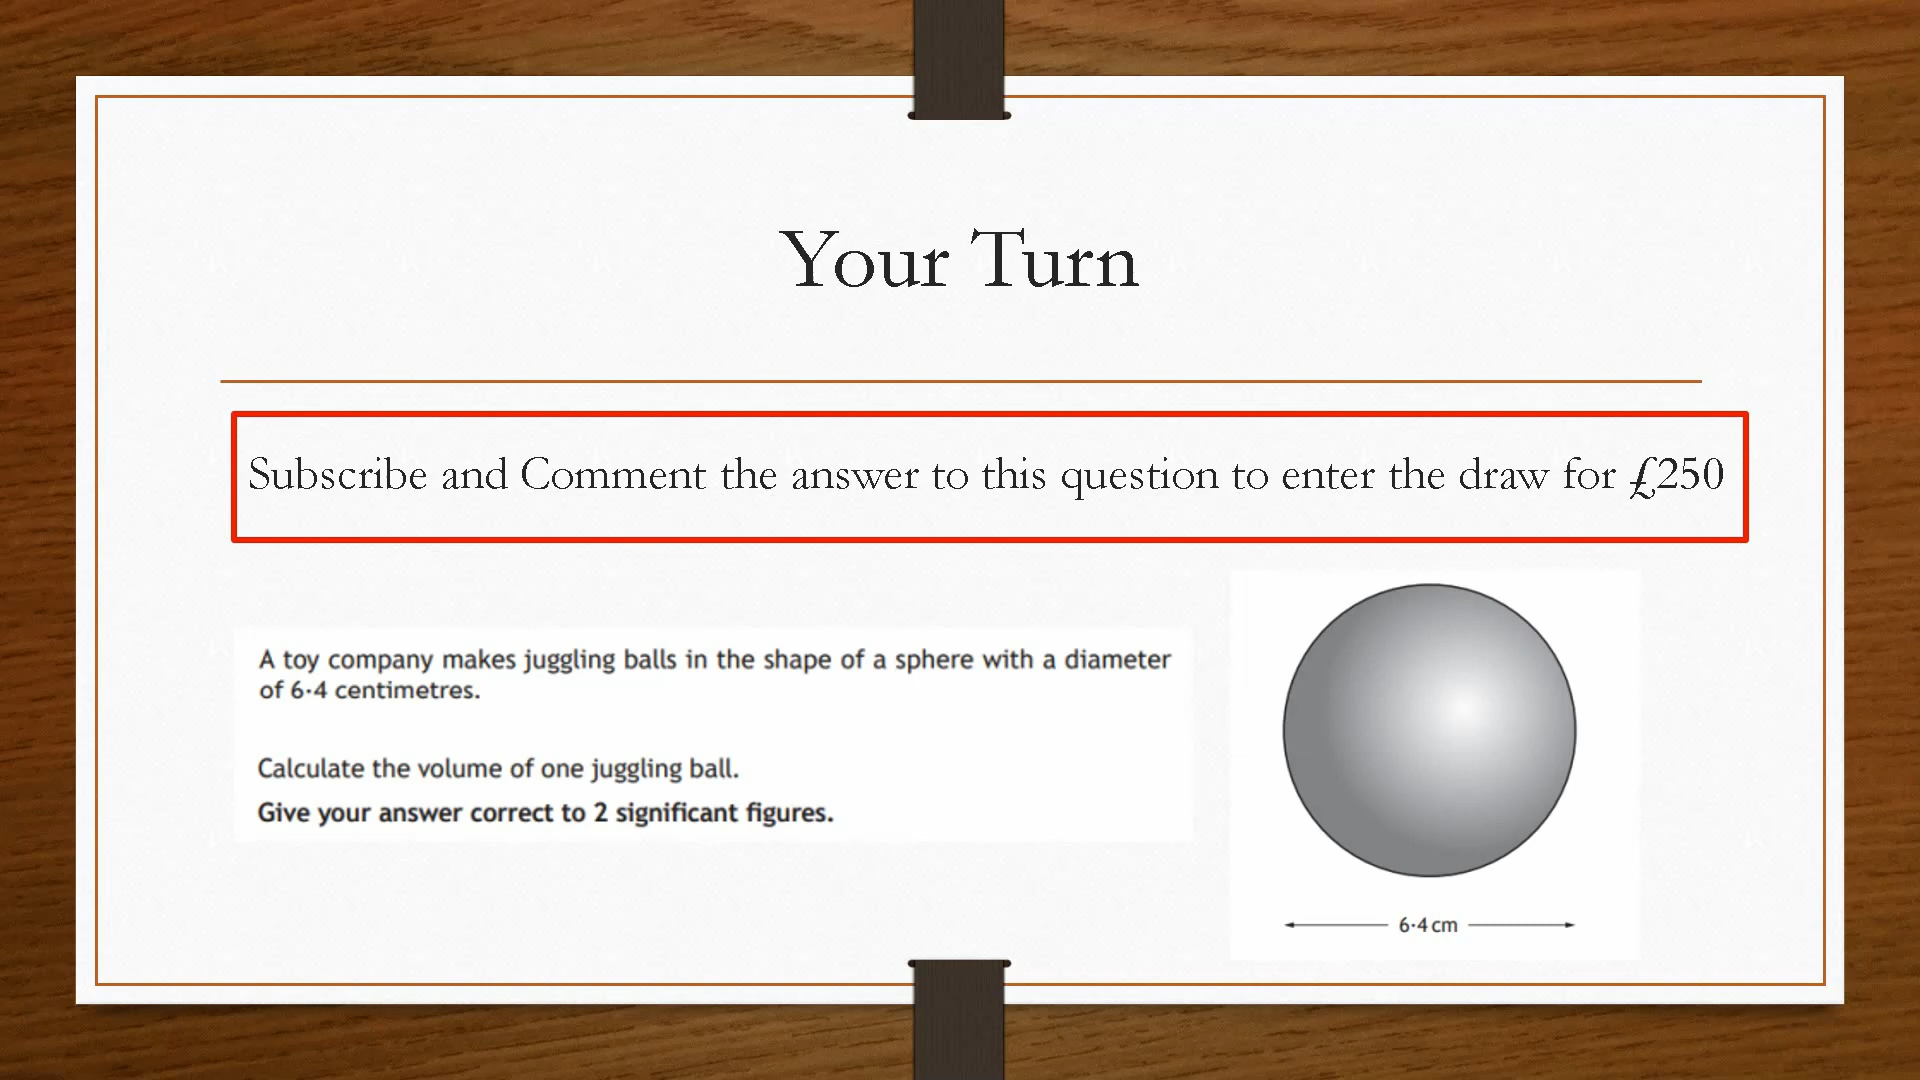 Your Turn
Subscribe and Comment the answer to this question to enter the draw for £250
A toy company makes juggling balls in the shape of a sphere with a diameter
of 6·4 centimetres.
Calculate the volume of one juggling ball.
Give your answer correct to 2 significant figures.
6·4 cm